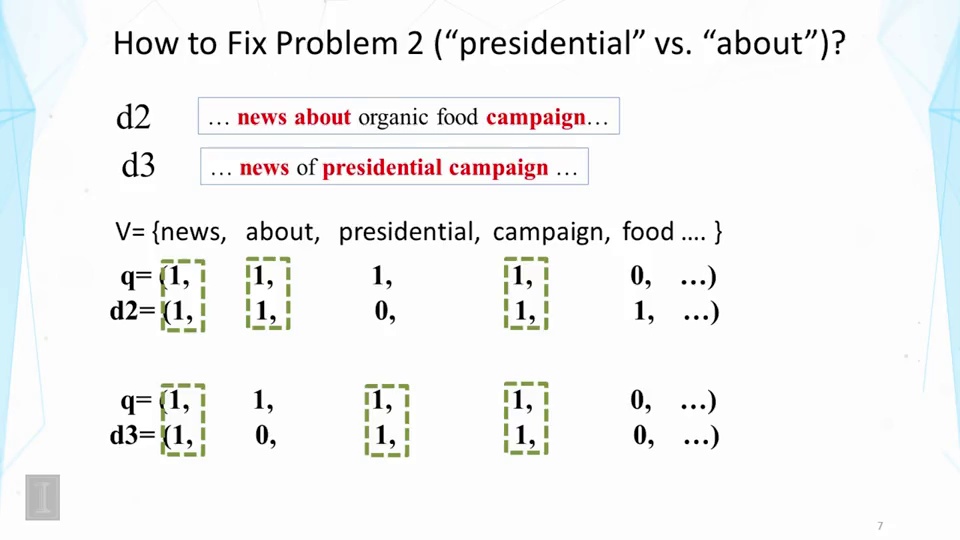 How to Fix Problem 2 (“presidential” vs. “about”)?
d2 … news about organic food campaign…
d3 … news of presidential campaign …
V= {news, about, presidential, campaign, food …. }
q= (1, 1, 1, 1, 0, …)
d2= (1, 1, 0, 1, 1, …)
q= (1, 1, 1, 1, 0, …)
d3= (1, 0, 1, 1, 0, …)
I
7